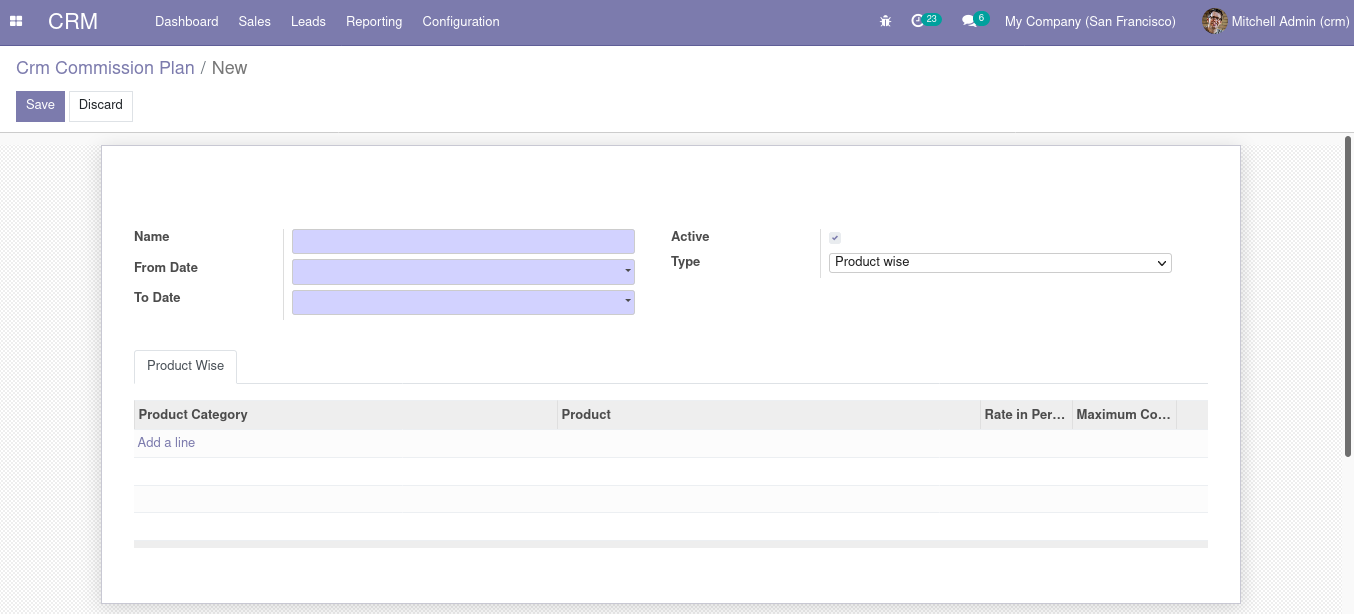 CRM Dashboard Sales Leads Reporting Configuration 23 6 My Company (San Francisco) Mitchell Admin (crm)
Crm Commission Plan / New
Save Discard
Name Active
Type Product wise
From Date
To Date
Product Wise
Product Category Product Rate in Per... Maximum Co...
Add a line